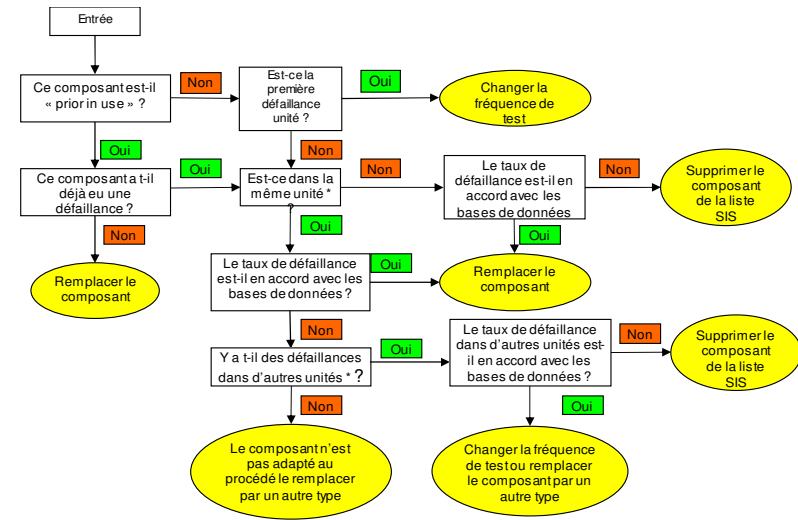 Entrée
Ce composant est-il
« prior in use » ?
Non
Est-ce la
première
défaillance
unité ?
Oui
Changer la
fréquence de
test
Oui
Non
Ce composant a t-il
déjà eu une
défaillance ?
Oui
Est-ce dans la
même unité *
?
Non
Le taux de
défaillance est-il en
accord avec les
bases de données
Non
Supprimer le
composant
de la liste
SIS
Non
Oui
Oui
Remplacer le
composant
Le taux de défaillance
est-il en accord avec les
bases de données ?
Oui
Remplacer le
composant
Non
Y a t-il des défaillances
dans d'autres unités * ?
Oui
Le taux de défaillance
dans d'autres unités est-
il en accord avec les
bases de données ?
Non
Supprimer le
composant
de la liste
SIS
Non
Oui
Le composant n'est
pas adapté au
procédé le remplacer
par un autre type
Changer la fréquence
de test ou remplacer
le composant par un
autre type